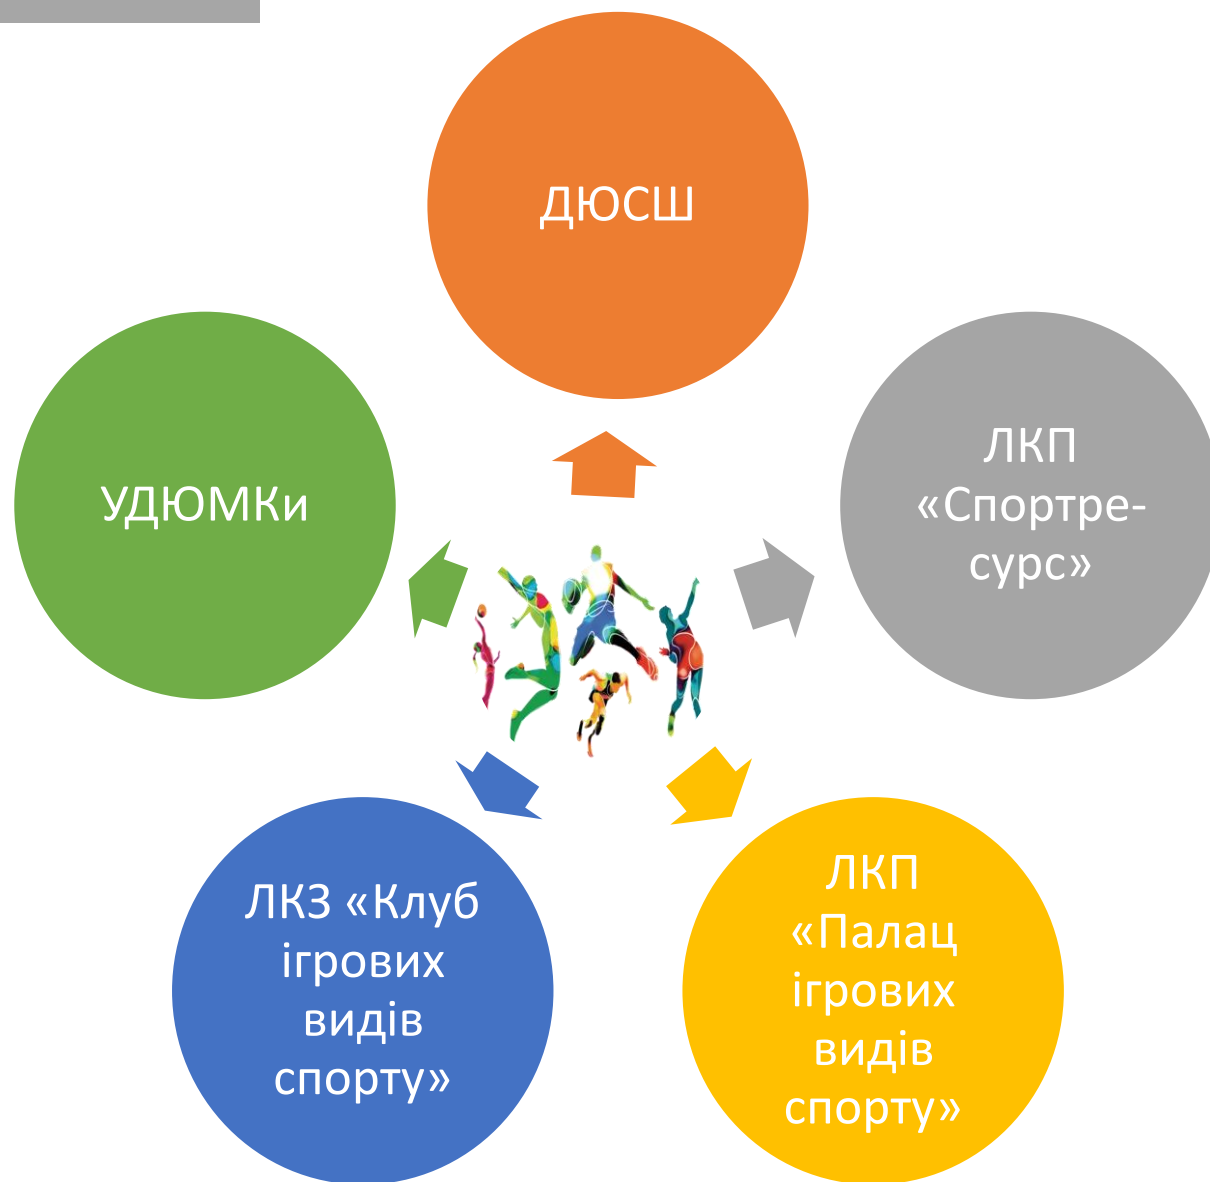 ДЮСШ
ЛКП
«Спортре-
сурс»
ЛКП
«Палац
ігрових
видів
спорту»
ЛКЗ «Клуб
ігрових
видів
спорту»
УДЮМКи